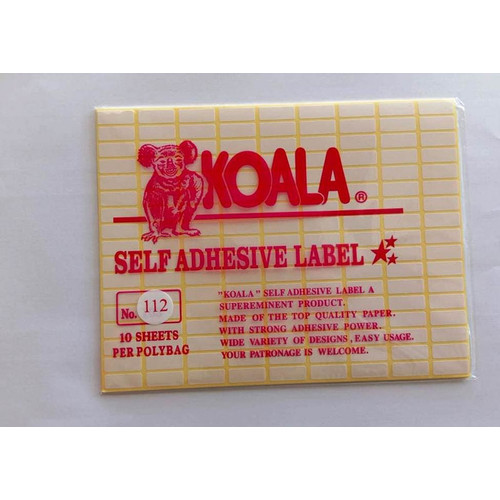 KOALA ®
SELF ADHESIVE LABEL
No. 112
10 SHEETS
PER POLYBAG
"KOALA" SELF ADHESIVE LABEL A
SUPEREMINENT PRODUCT.
MADE OF THE TOP QUALITY PAPER.
WITH STRONG ADHESIVE POWER.
WIDE VARIETY OF DESIGNS, EASY USAGE.
YOUR PATRONAGE IS WELCOME.